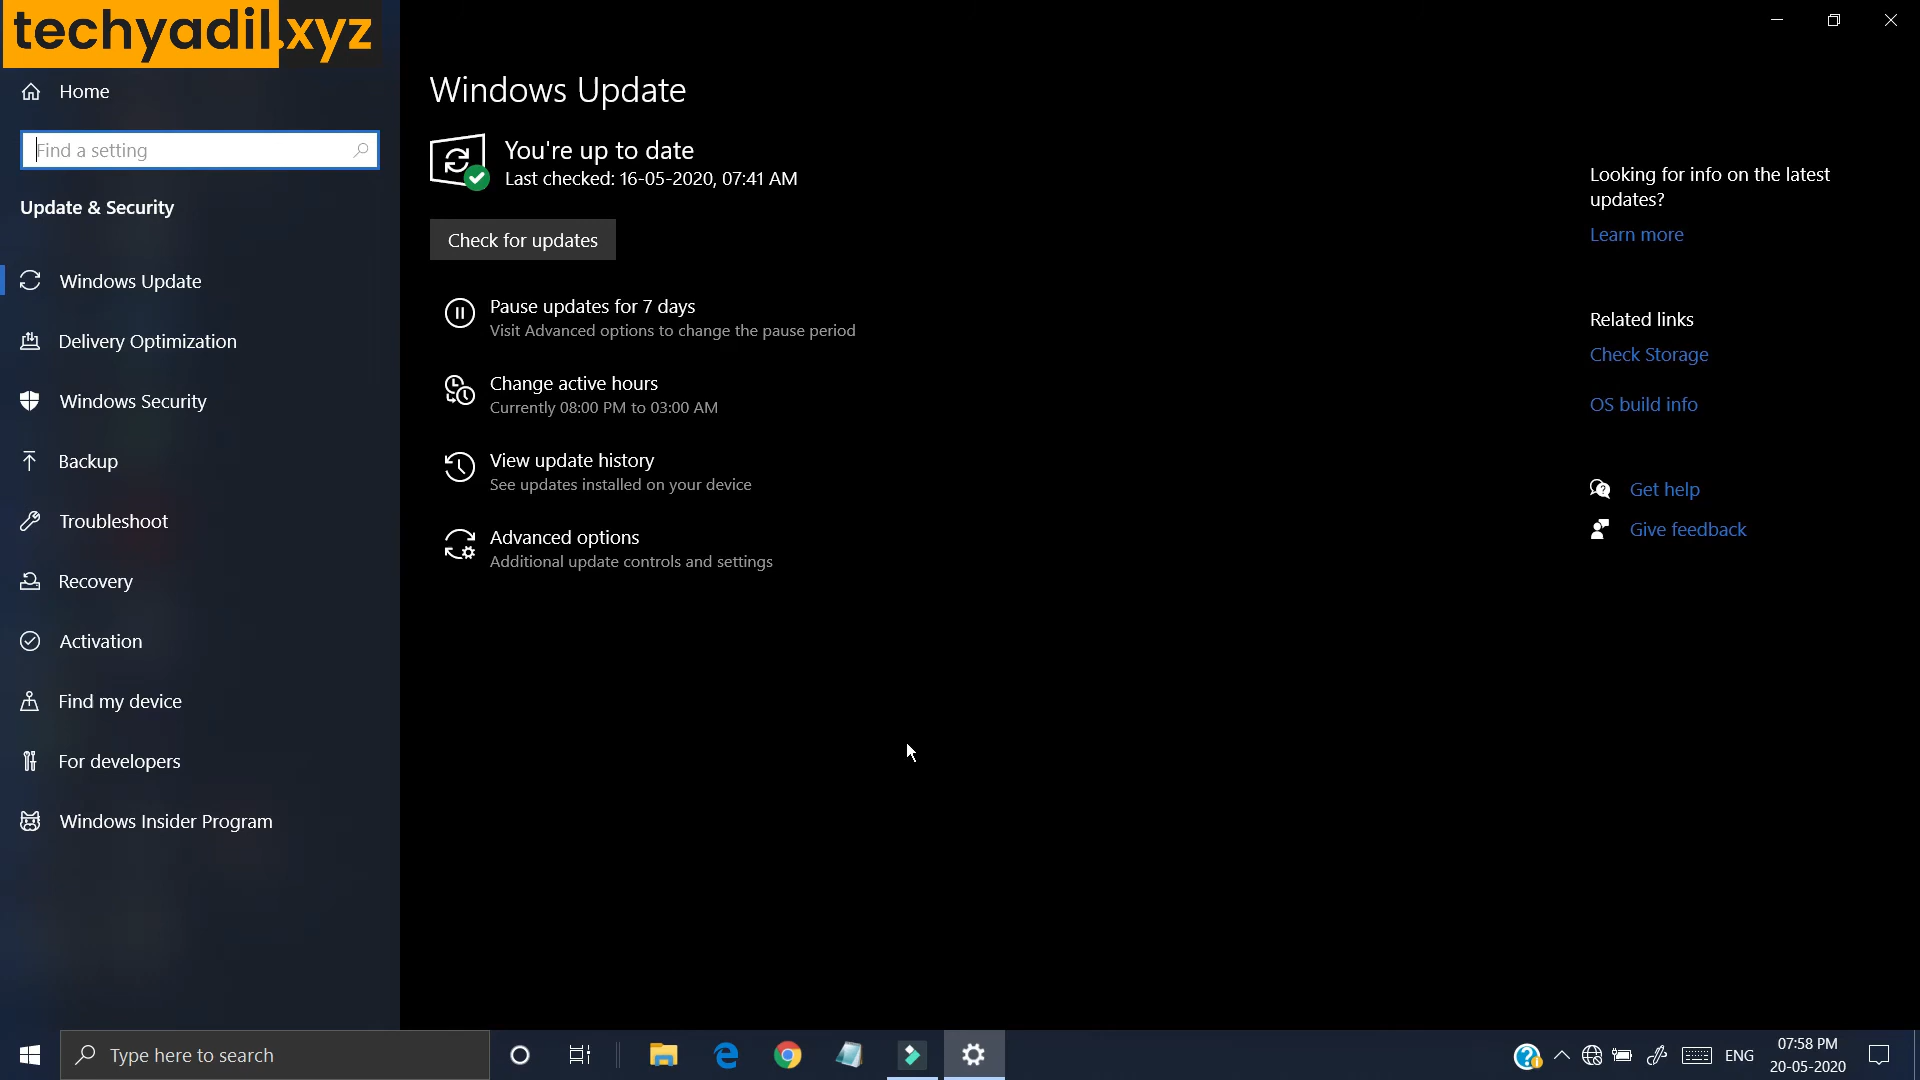 techyadil.xyz
Home
Find a setting
Update & Security
Windows Update
Delivery Optimization
Windows Security
Backup
Troubleshoot
Recovery
Activation
Find my device
For developers
Windows Insider Program
Windows Update
You're up to date
Last checked: 16-05-2020, 07:41 AM
Check for updates
Pause updates for 7 days
Visit Advanced options to change the pause period
Change active hours
Currently 08:00 PM to 03:00 AM
View update history
See updates installed on your device
Advanced options
Additional update controls and settings
Looking for info on the latest
updates?
Learn more
Related links
Check Storage
OS build info
Get help
Give feedback
Type here to search
ENG
07:58 PM
20-05-2020